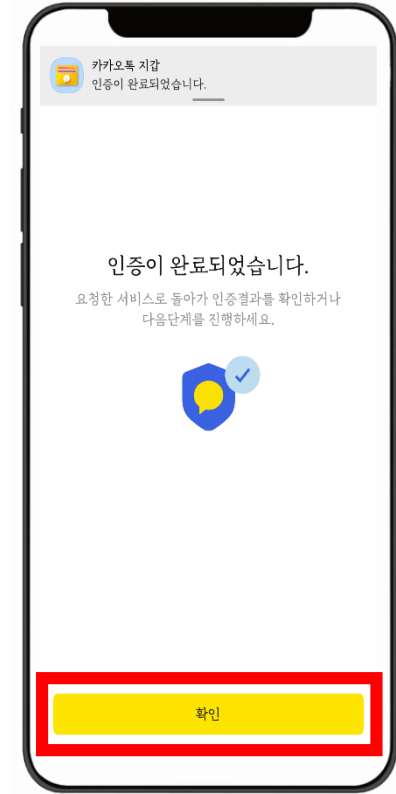 카카오톡 지갑
인증이 완료되었습니다.
인증이 완료되었습니다.
요청한 서비스로 돌아가 인증결과를 확인하거나
다음단계를 진행하세요.
확인